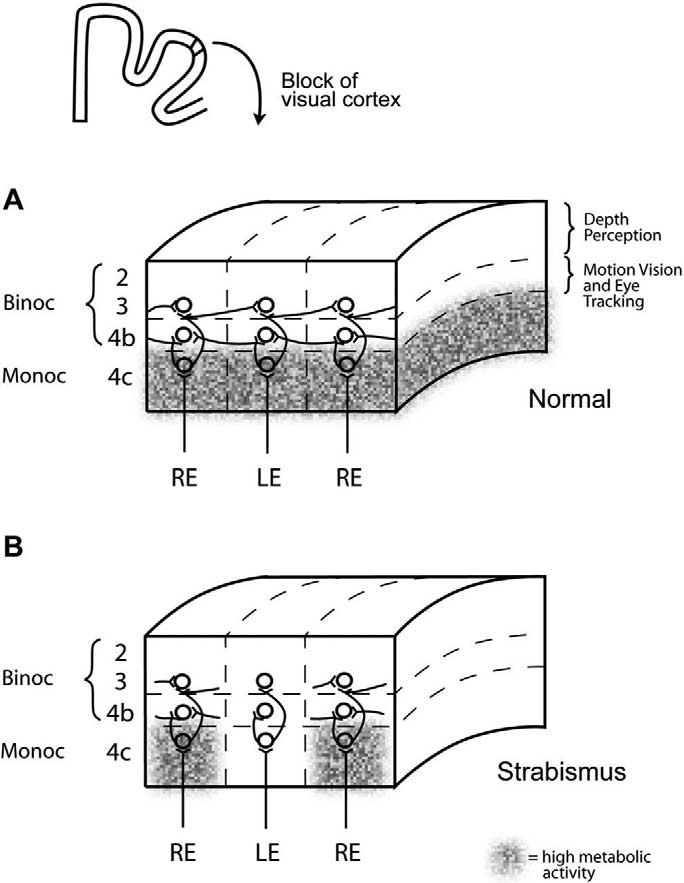 Block of
visual cortex
A
Depth
Perception
Motion Vision
and Eye
Tracking
2
Binoc 3
4b
Monoc 4c
Normal
RE LE RE
B
2
Binoc 3
4b
Monoc 4c
Strabismus
RE LE RE
= high metabolic
activity